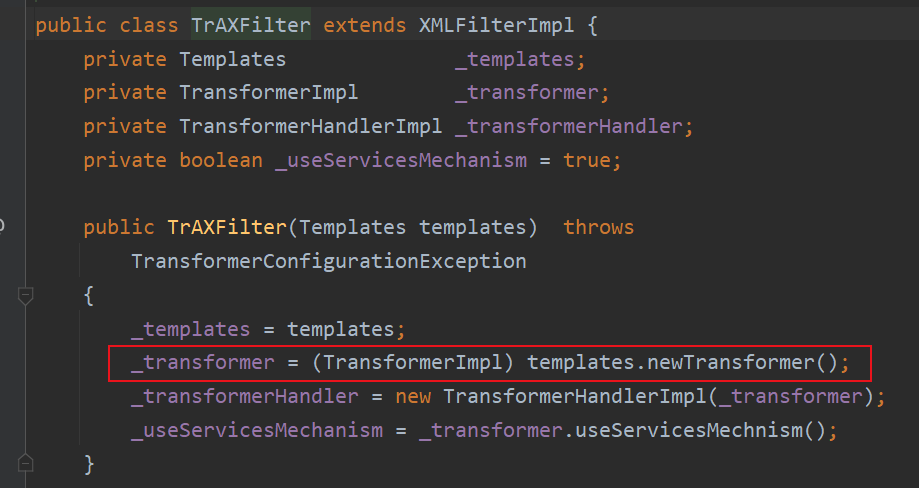 public class TrAXFilter extends XMLFilterImpl {
private Templates _templates;
private TransformerImpl _transformer;
private TransformerHandlerImpl _transformerHandler;
private boolean _useServicesMechanism = true;
public TrAXFilter(Templates templates) throws
TransformerConfigurationException
{
_templates = templates;
_transformer = (TransformerImpl) templates.newTransformer();
_transformerHandler = new TransformerHandlerImpl(_transformer);
_useServicesMechanism = _transformer.useServicesMechnism();
}